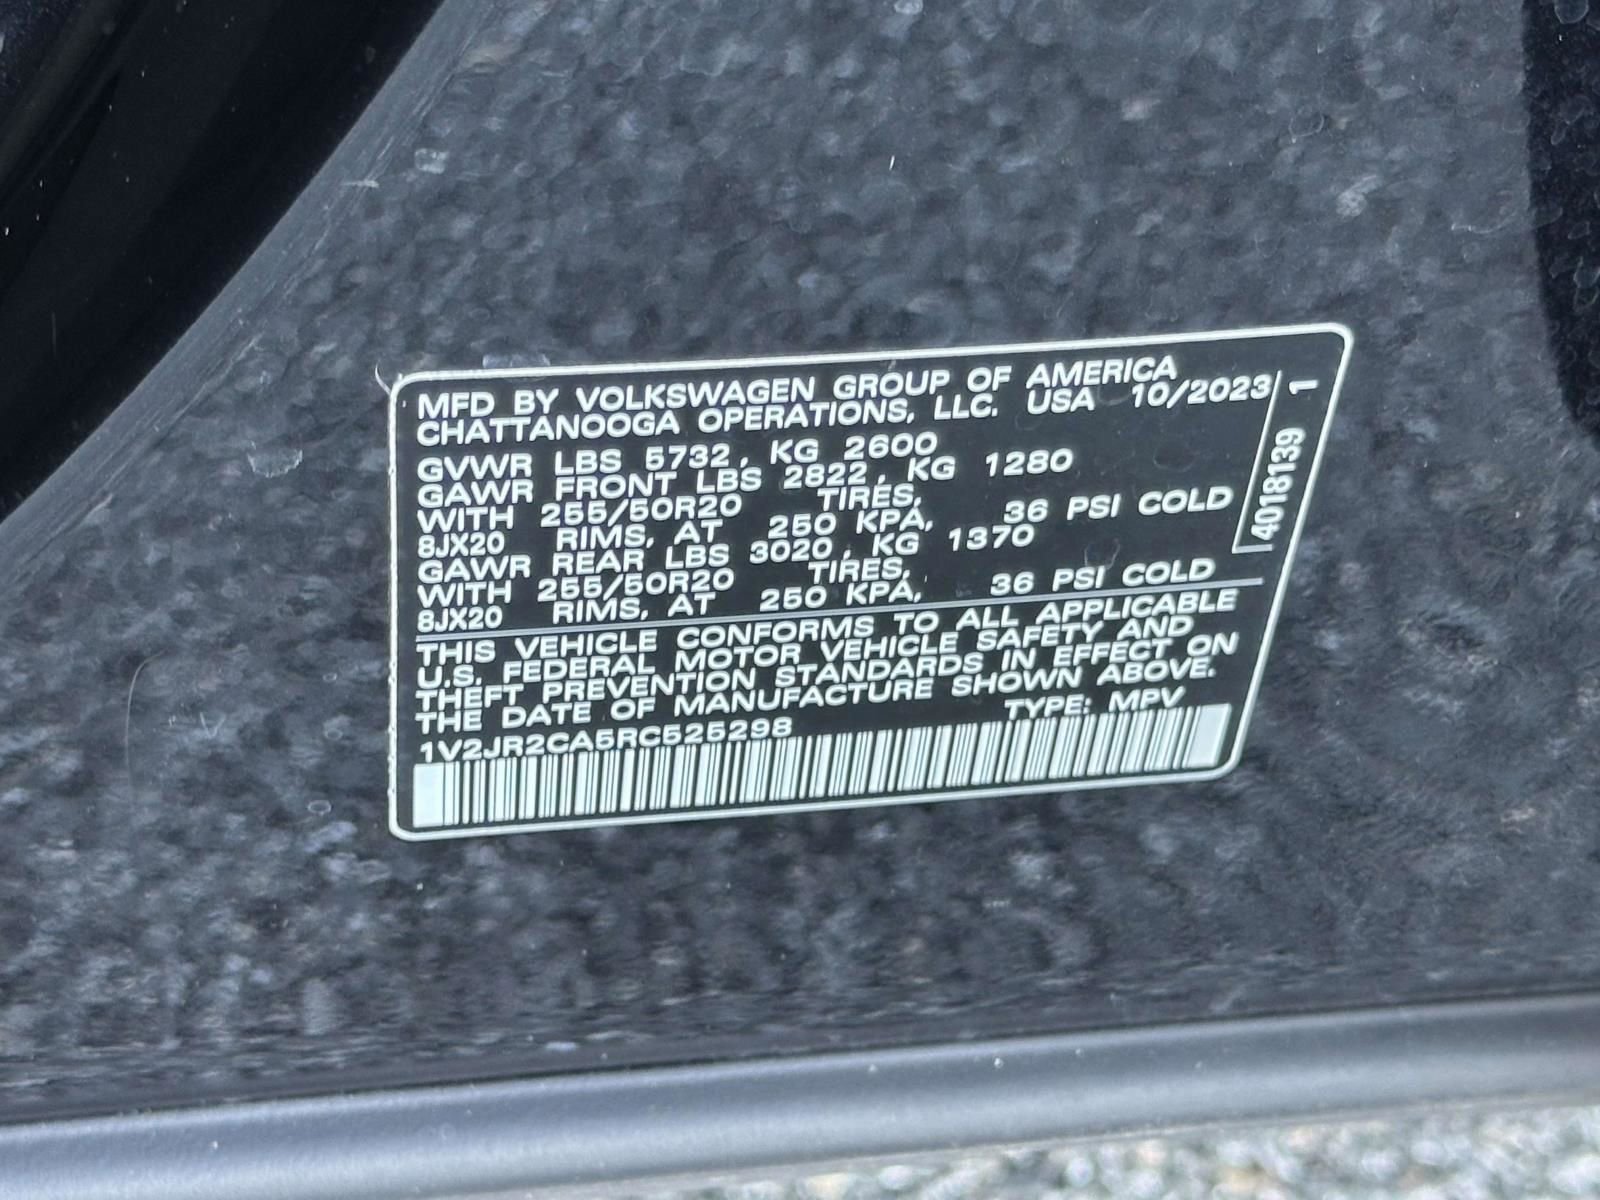 MFD BY VOLKSWAGEN GROUP OF AMERICA
CHATTANOOGA OPERATIONS, LLC. USA 10/2023
GVWR LBS 5732, KG 2600
GAWR FRONT LBS 2822, KG 1280
WITH 255/50R20 TIRES,
8JX20 RIMS, AT 250 KPA, 36 PSI COLD
GAWR REAR LBS 3020, KG 1370
WITH 255/50R20 TIRES,
8JX20 RIMS, AT 250 KPA, 36 PSI COLD
THIS VEHICLE CONFORMS TO ALL APPLICABLE
U.S. FEDERAL MOTOR VEHICLE SAFETY AND
THEFT PREVENTION STANDARDS IN EFFECT ON
THE DATE OF MANUFACTURE SHOWN ABOVE.
1V2JR2CA5RC525298 TYPE: MPV
4018139 1